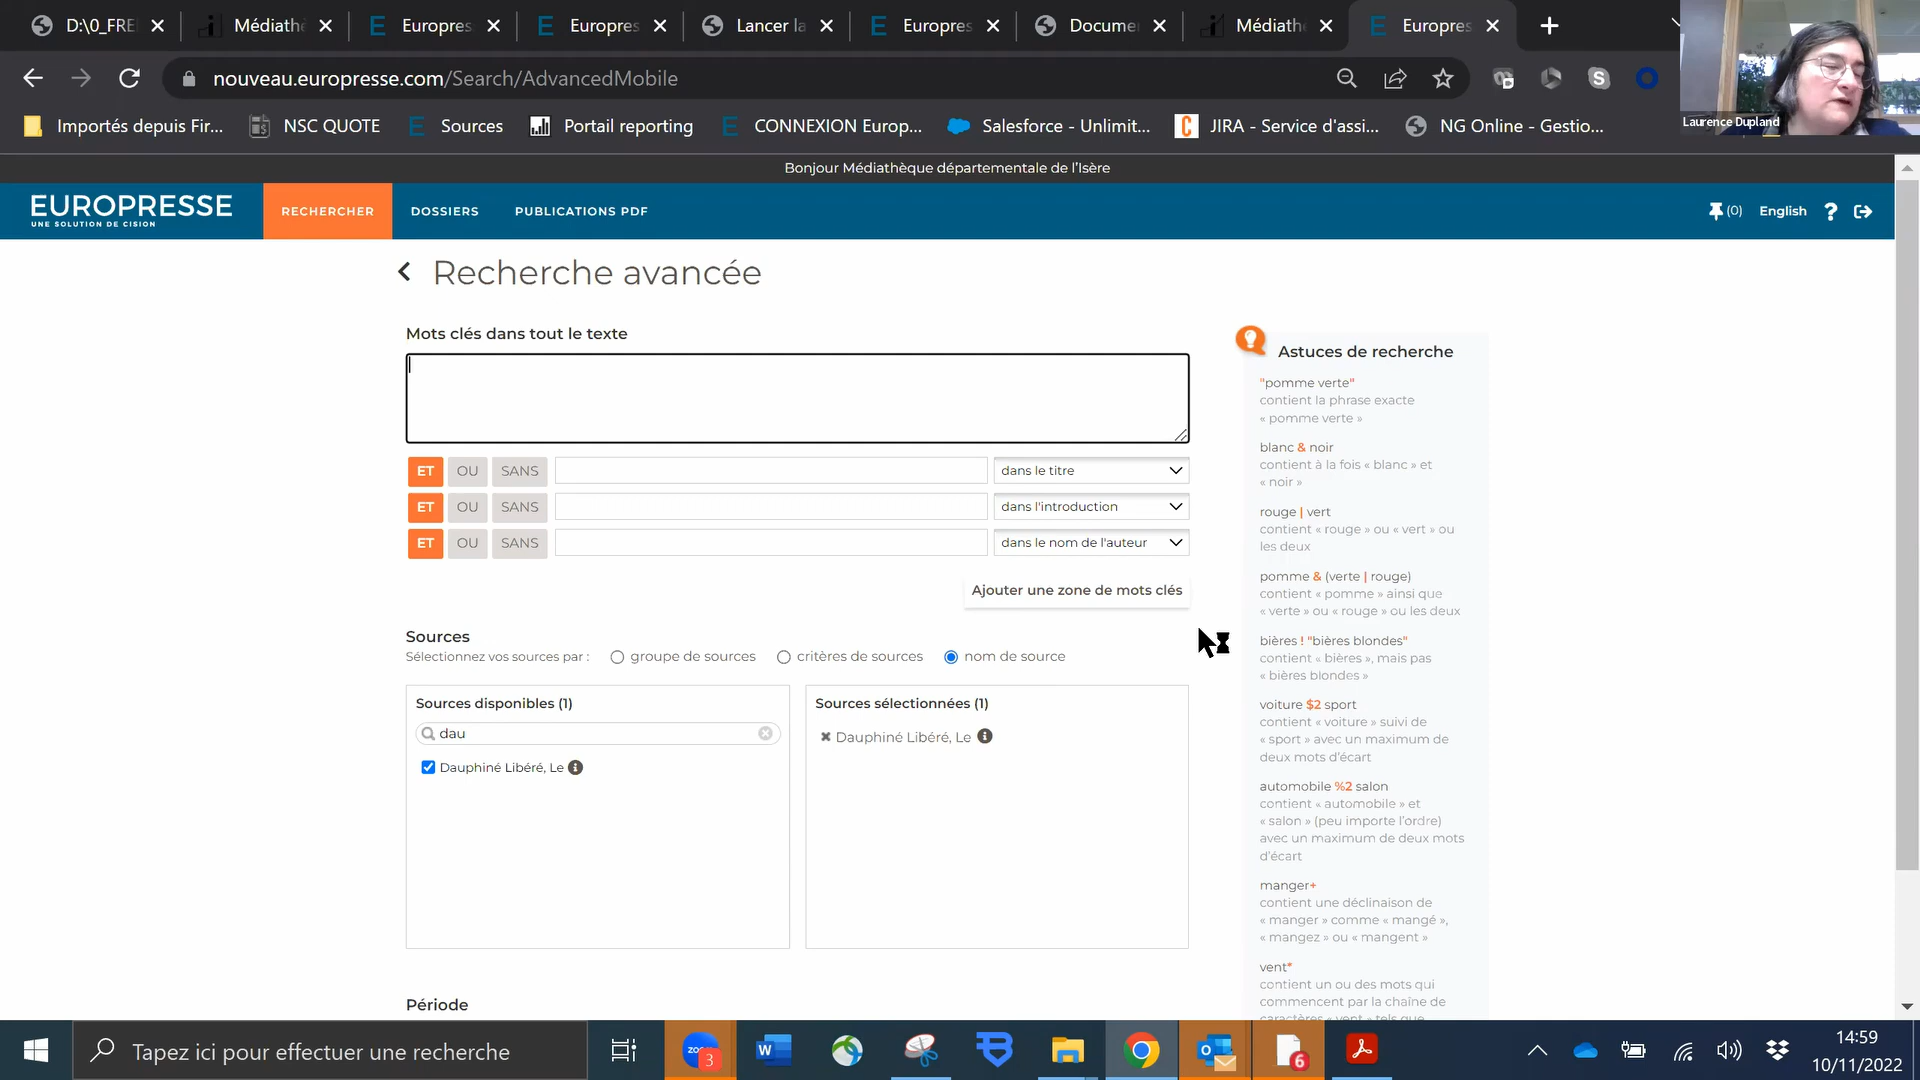 D:\0_FRE
Médiath
Europres
Europres
Lancer la
Europres
Docume
Médiath
Europres
nouveau.europresse.com/Search/AdvancedMobile
Laurence Dupland
Importés depuis Fir...
NSC QUOTE
Sources
Portail reporting
CONNEXION Europ...
Salesforce - Unlimit...
JIRA - Service d'assi...
NG Online - Gestio...
Bonjour Médiathèque départementale de l'Isère
EUROPRESSE
UNE SOLUTION DE CISION
RECHERCHER
DOSSIERS
PUBLICATIONS PDF
(0)
English
?
Recherche avancée
Mots clés dans tout le texte
ET OU SANS dans le titre
ET OU SANS dans l'introduction
ET OU SANS dans le nom de l'auteur
Ajouter une zone de mots clés
Sources
Sélectionnez vos sources par : groupe de sources critères de sources nom de source
Sources disponibles (1)
dau
Dauphiné Libéré, Le
Sources sélectionnées (1)
Dauphiné Libéré, Le
Période
Astuces de recherche
"pomme verte"
contient la phrase exacte
« pomme verte »
blanc & noir
contient à la fois « blanc » et
« noir »
rouge | vert
contient « rouge » ou « vert » ou
les deux
pomme & (verte | rouge)
contient « pomme » ainsi que
« verte » ou « rouge » ou les deux
bières ! "bières blondes"
contient « bières », mais pas
« bières blondes »
voiture $2 sport
contient « voiture » suivi de
« sport » avec un maximum de
deux mots d'écart
automobile %2 salon
contient « automobile » et
« salon » (peu importe l'ordre)
avec un maximum de deux mots
d'écart
manger+
contient une déclinaison de
« manger » comme « mangé »,
« mangez » ou « mangent »
vent*
contient un ou des mots qui
commencent par la chaîne de
caractères « vent » tels que
Tapez ici pour effectuer une recherche
zoom
3
W
6
14:59
10/11/2022